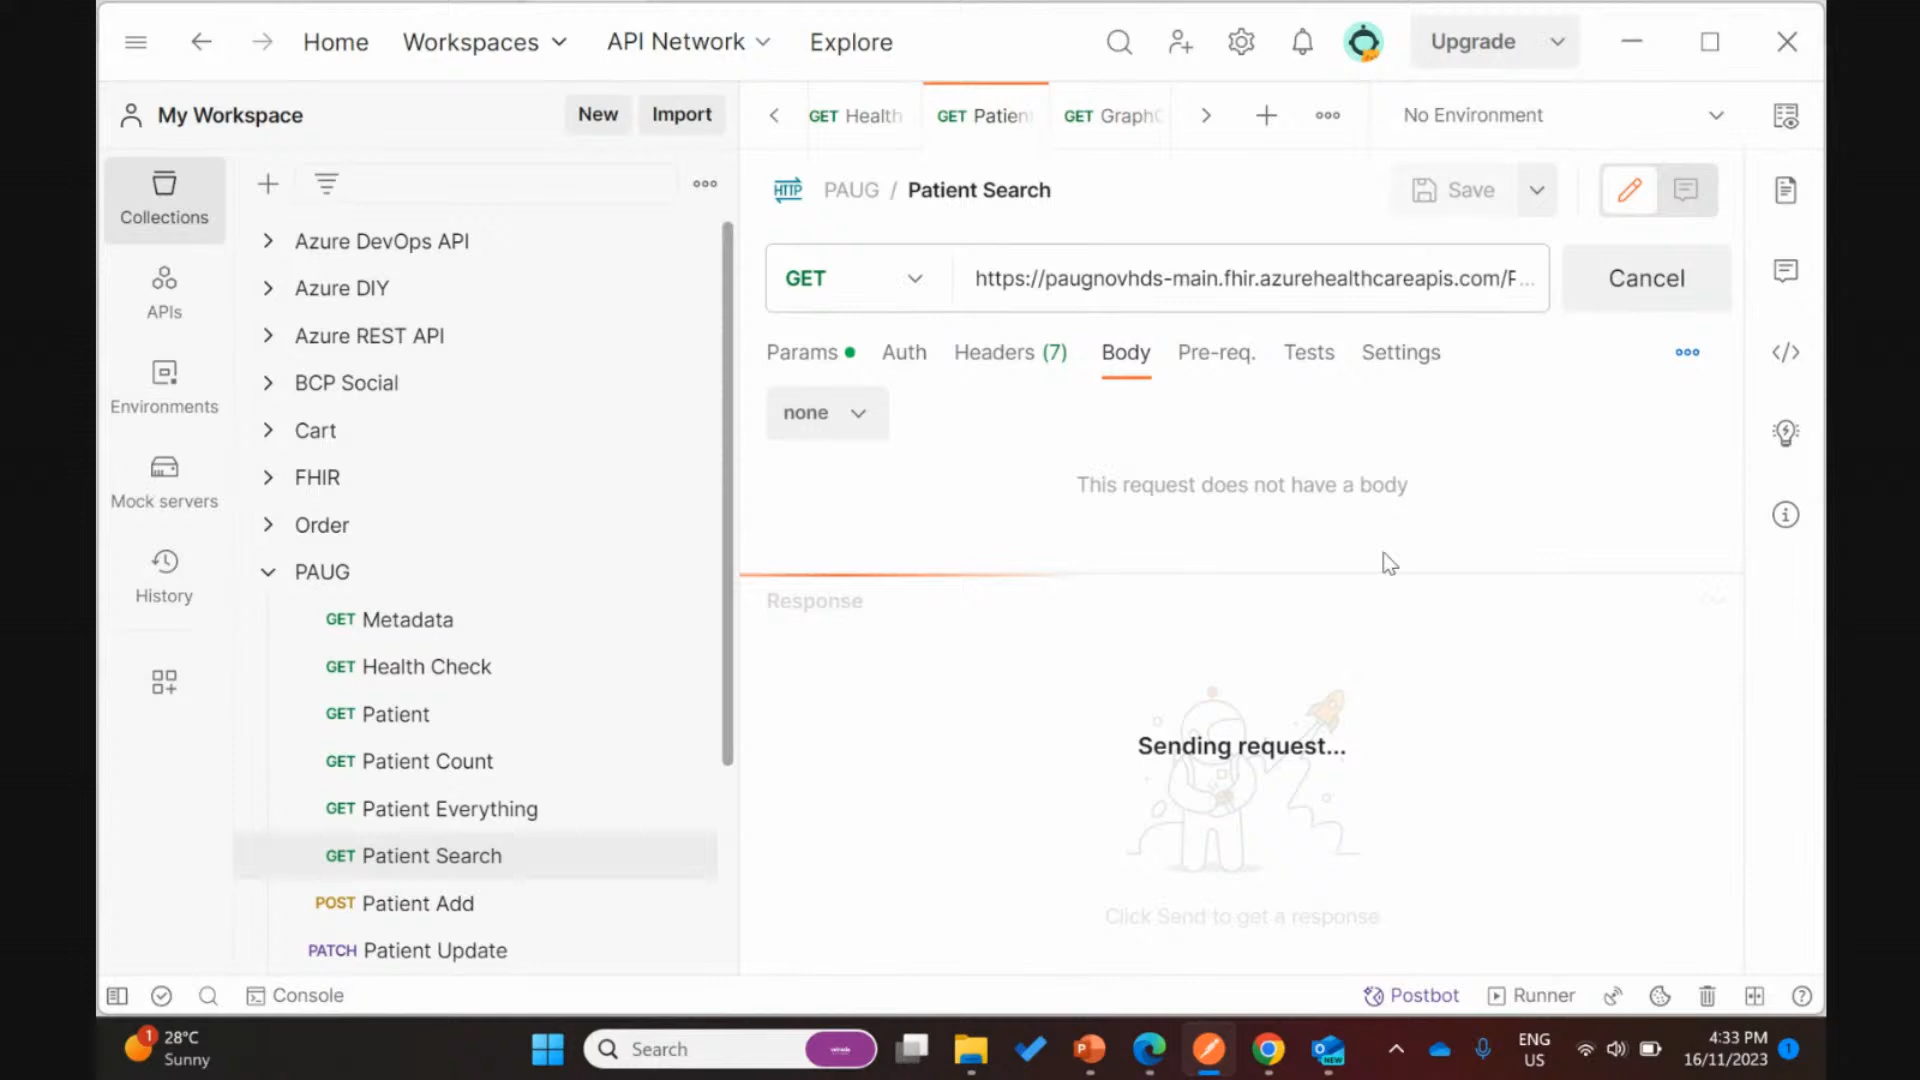 Home Workspaces API Network Explore Upgrade
My Workspace New Import
GET Health GET Patien GET Graph No Environment
Collections
APIs
Environments
Mock servers
History
Azure DevOps API
Azure DIY
Azure REST API
BCP Social
Cart
FHIR
Order
PAUG
GET Metadata
GET Health Check
GET Patient
GET Patient Count
GET Patient Everything
GET Patient Search
POST Patient Add
PATCH Patient Update
HTTP PAUG / Patient Search Save
GET https://paugnovhds-main.fhir.azurehealthcareapis.com/F... Cancel
Params Auth Headers (7) Body Pre-req. Tests Settings
none
This request does not have a body
Response
Sending request...
Click Send to get a response
Console Postbot Runner
1 28°C
Sunny
Search
NEW
ENG
US
4:33 PM
16/11/2023
1